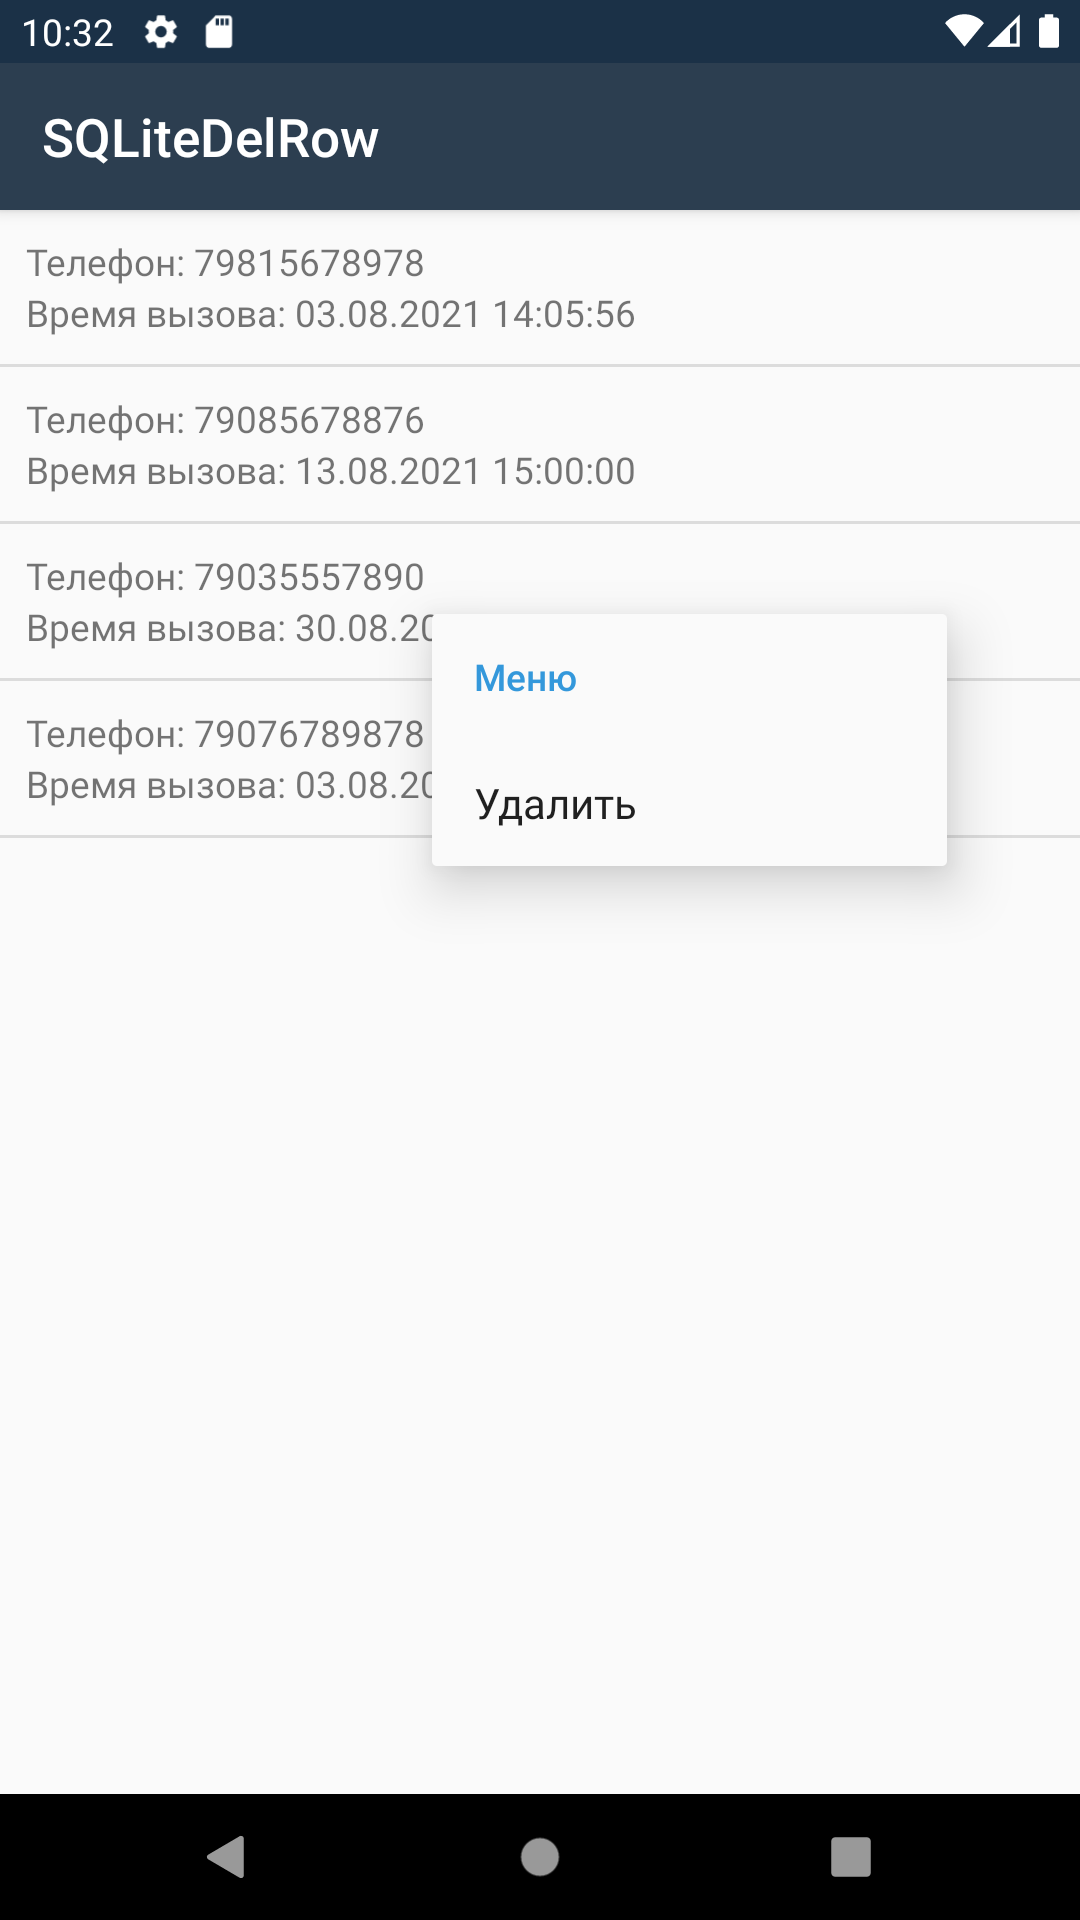 10:32
SQLiteDelRow
Телефон: 79815678978
Время вызова: 03.08.2021 14:05:56
Телефон: 79085678876
Время вызова: 13.08.2021 15:00:00
Телефон: 79035557890
Время вызова: 30.08.20
Телефон: 79076789878
Время вызова: 03.08.20
Меню
Удалить